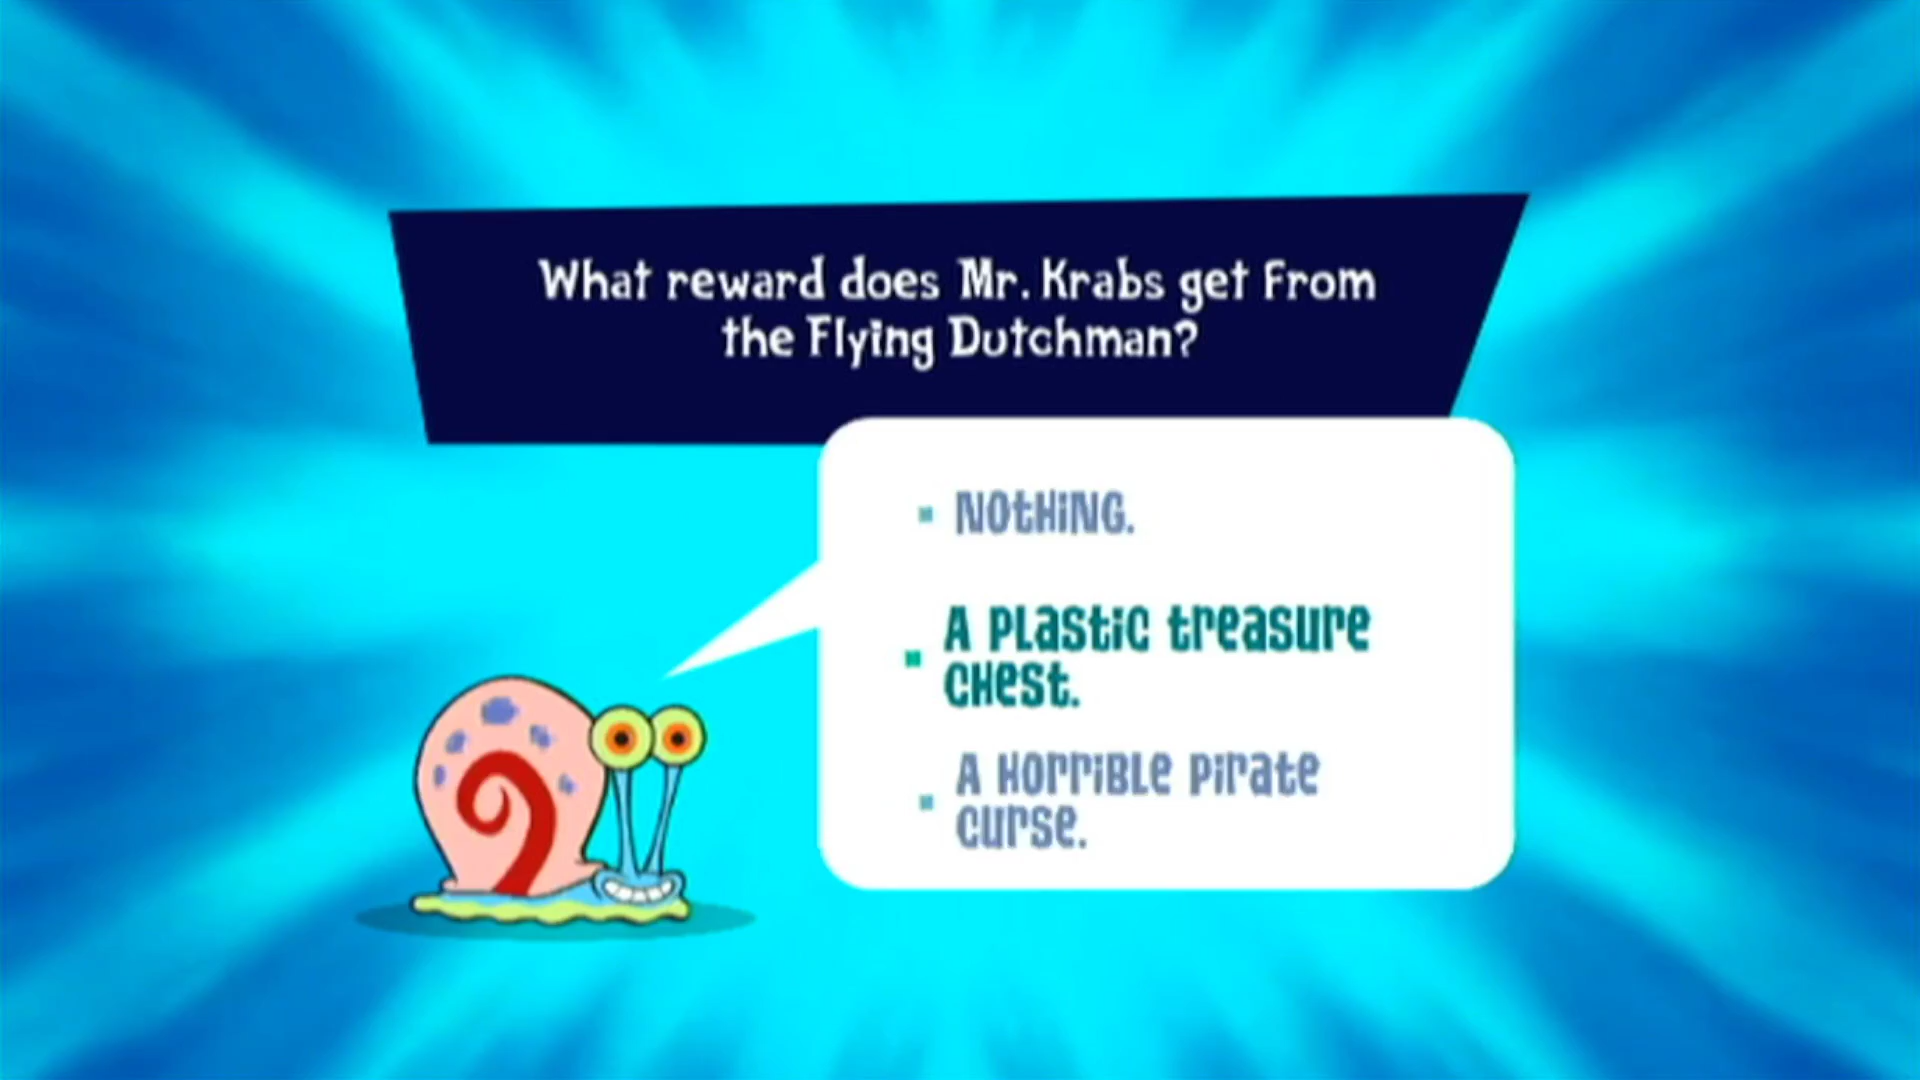 What reward does Mr. Krabs get from
the Flying Dutchman?
Nothing.
A plastic treasure
chest.
A horrible pirate
curse.